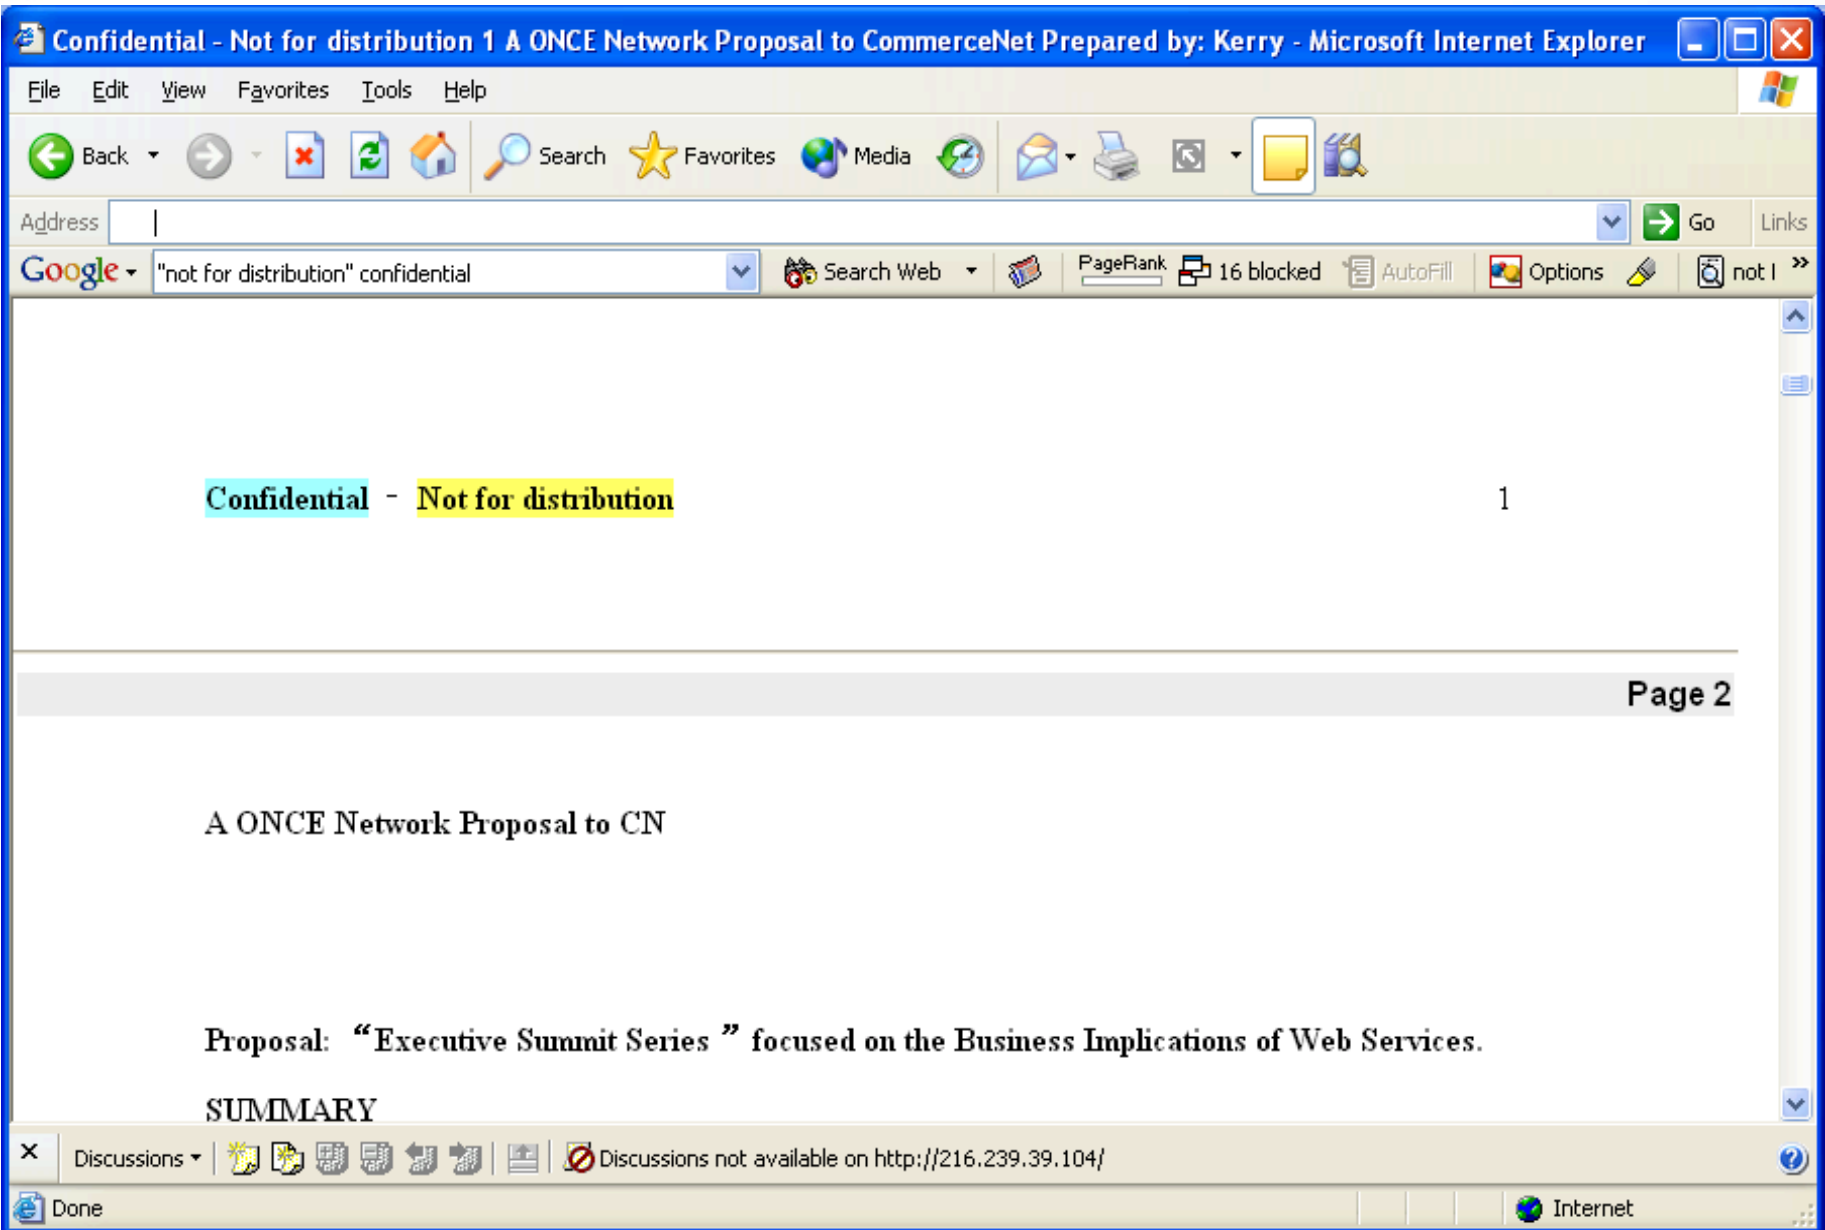 Confidential - Not for distribution 1 A ONCE Network Proposal to CommerceNet Prepared by: Kerry - Microsoft Internet Explorer
File Edit View Favorites Tools Help
Back Search Favorites Media
Address Go Links
Google "not for distribution" confidential Search Web PageRank 16 blocked AutoFill Options not l »
Confidential - Not for distribution 1
Page 2
A ONCE Network Proposal to CN
Proposal: “Executive Summit Series ” focused on the Business Implications of Web Services.
SUMMARY
Discussions Discussions not available on http://216.239.39.104/
Done Internet